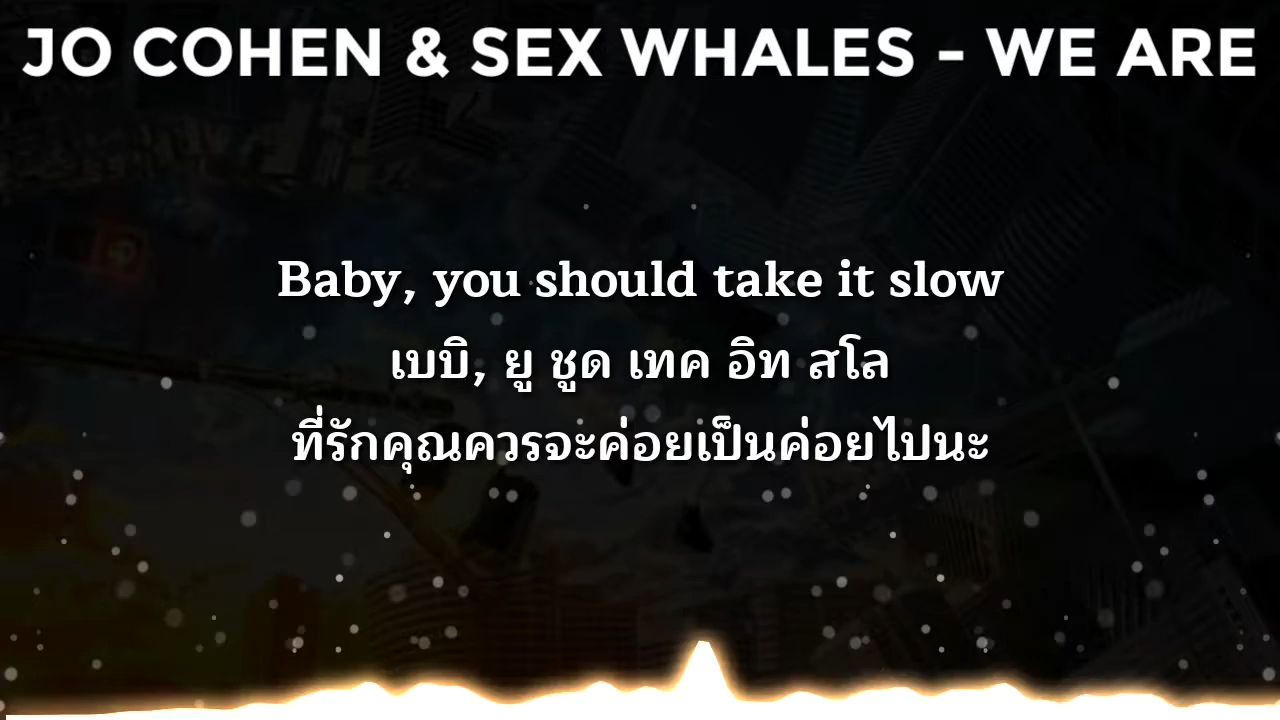 JO COHEN & SEX WHALES - WE ARE
Baby, you should take it slow
เบบิ, ยู ชูด เทค อิท สโล
ที่รักคุณควรจะค่อยเป็นค่อยไปนะ